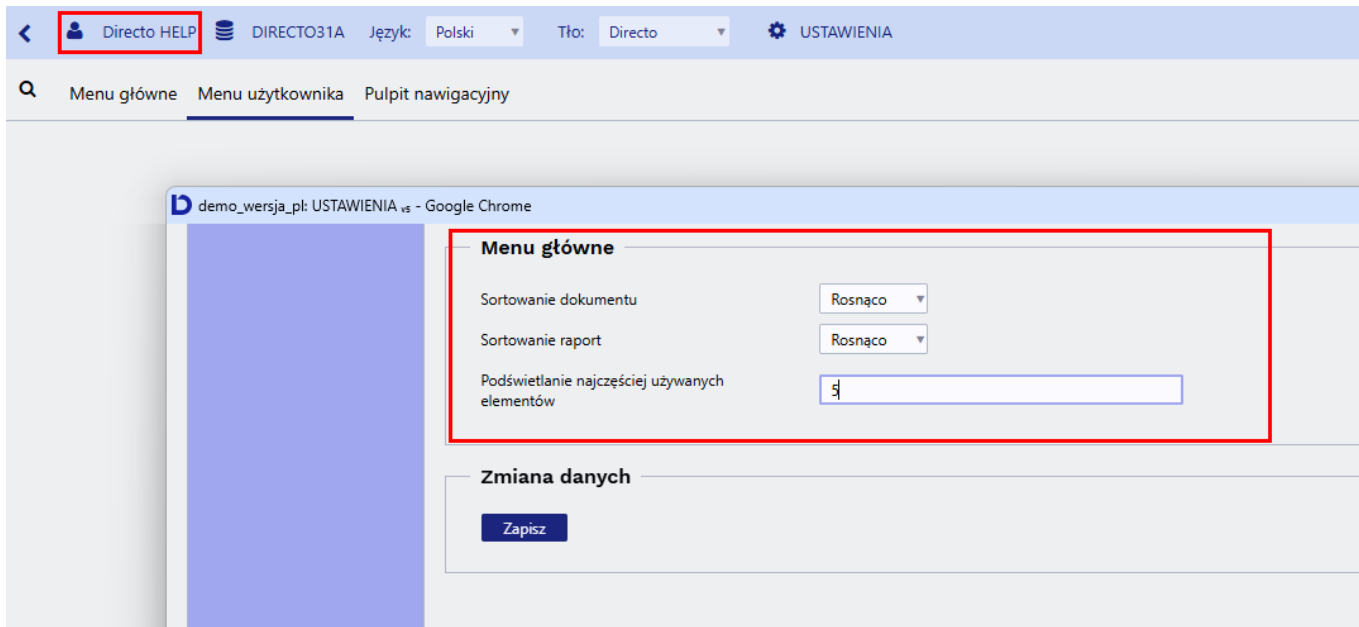 Directo HELP DIRECTO31A Język: Polski Tło: Directo USTAWIENIA
Menu główne Menu użytkownika Pulpit nawigacyjny
demo_wersja_pl: USTAWIENIA v5 - Google Chrome
Menu główne
Sortowanie dokumentu Rosnąco
Sortowanie raport Rosnąco
Podświetlanie najczęściej używanych
elementów
5
Zmiana danych
Zapisz